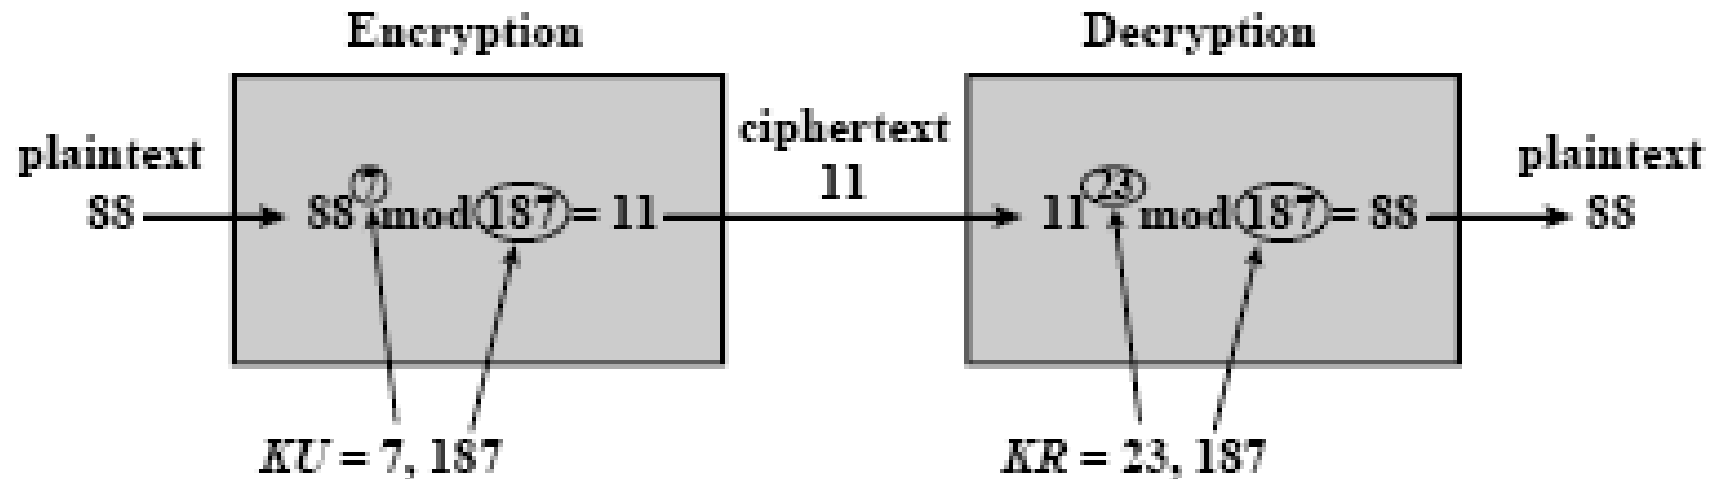 Encryption
Decryption
plaintext
88
88^7 mod 187 = 11
ciphertext
11
11^23 mod 187 = 88
plaintext
88
KU = 7, 187
KR = 23, 187